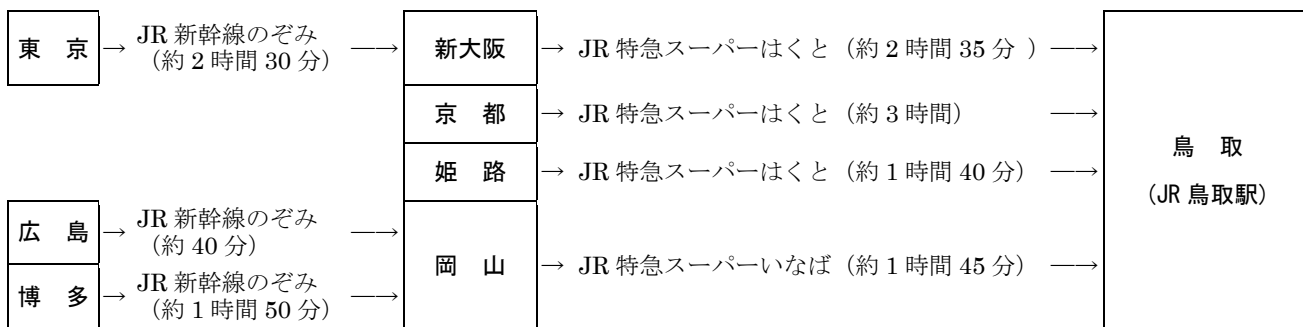 東　京 → JR 新幹線のぞみ ―→ 新大阪 → JR 特急スーパーはくと（約 2 時間 35 分 ） ―→
（約 2 時間 30 分）
京　都 → JR 特急スーパーはくと（約 3 時間） ―→
姫　路 → JR 特急スーパーはくと（約 1 時間 40 分） ―→
広　島 → JR 新幹線のぞみ ―→
（約 40 分）
博　多 → JR 新幹線のぞみ ―→
（約 1 時間 50 分）
岡　山 → JR 特急スーパーいなば（約 1 時間 45 分） ―→
鳥　取
（JR 鳥取駅）